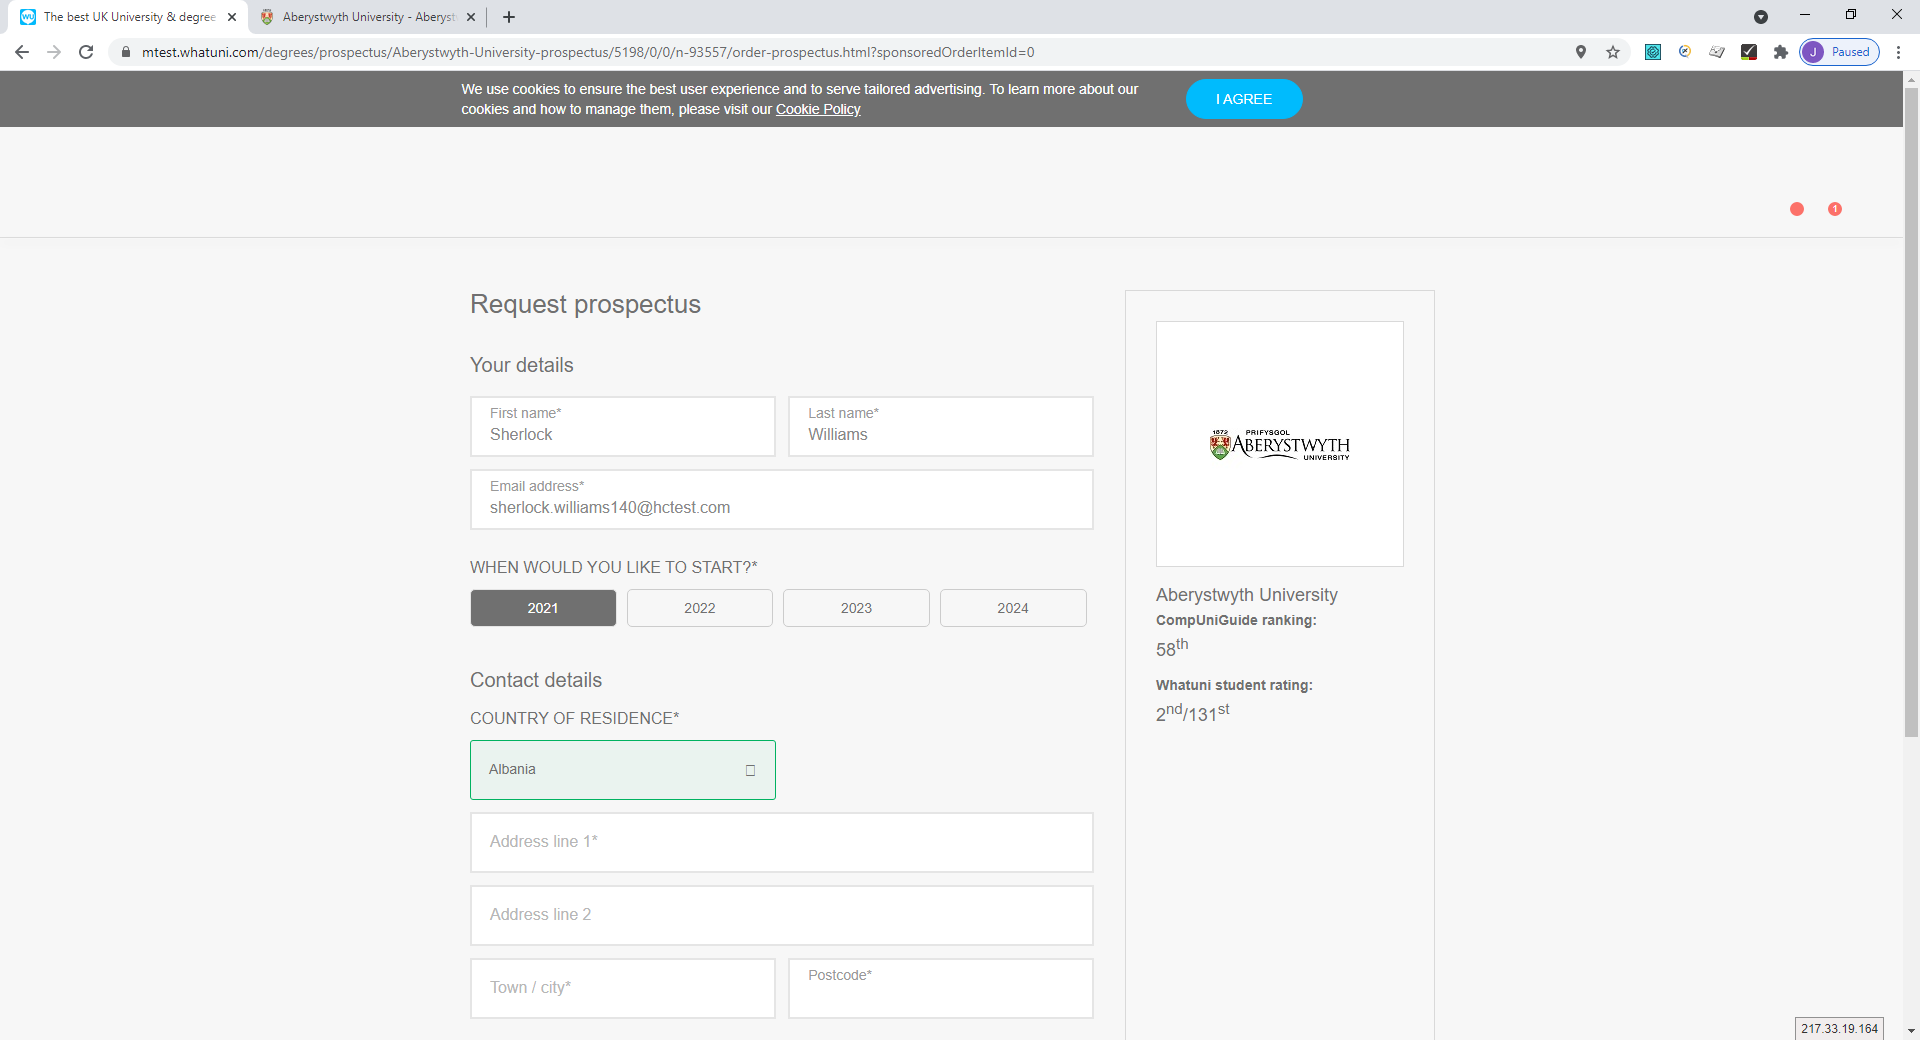 The best UK University & degree
Aberystwyth University - Aberyst
mtest.whatuni.com/degrees/prospectus/Aberystwyth-University-prospectus/5198/0/0/n-93557/order-prospectus.html?sponsoredOrderItemId=0
J Paused
We use cookies to ensure the best user experience and to serve tailored advertising. To learn more about our
cookies and how to manage them, please visit our Cookie Policy
I AGREE
1
Request prospectus
Your details
First name*
Sherlock
Last name*
Williams
Email address*
sherlock.williams140@hctest.com
WHEN WOULD YOU LIKE TO START?*
2021
2022
2023
2024
Contact details
COUNTRY OF RESIDENCE*
Albania
Address line 1*
Address line 2
Town / city*
Postcode*
1872 PRIFYSGOL
ABERYSTWYTH
UNIVERSITY
Aberystwyth University
CompUniGuide ranking:
58th
Whatuni student rating:
2nd/131st
217.33.19.164